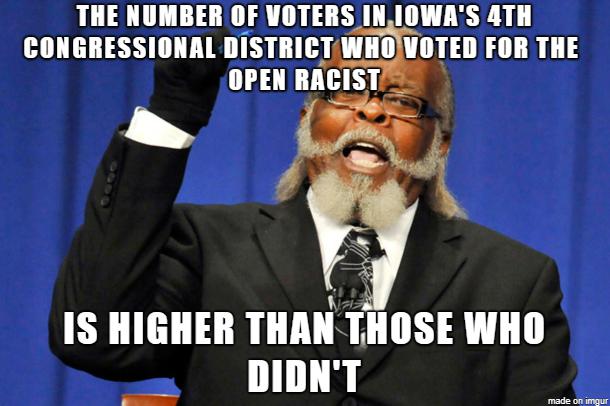 THE NUMBER OF VOTERS IN IOWA'S 4TH
CONGRESSIONAL DISTRICT WHO VOTED FOR THE
OPEN RACIST
IS HIGHER THAN THOSE WHO
DIDN'T
made on imgur